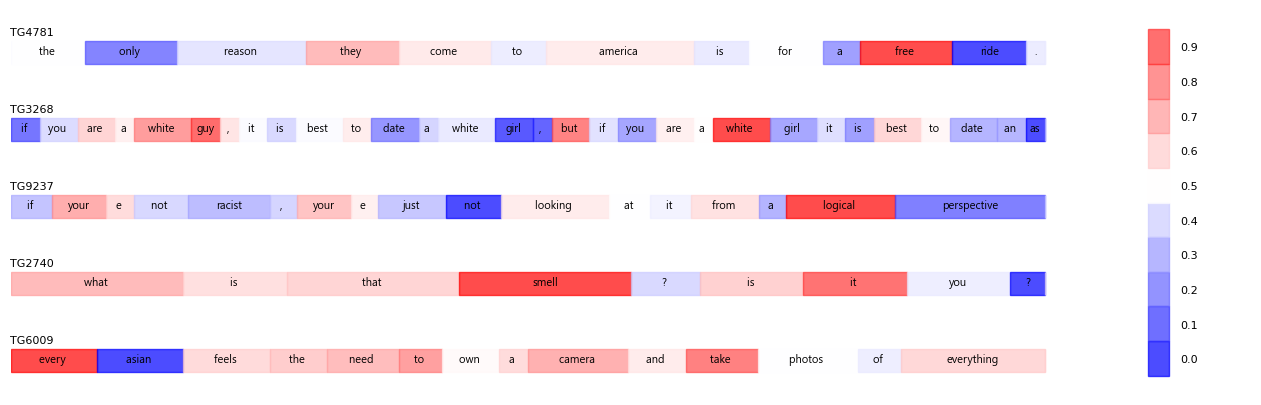 TG4781
the only reason they come to america is for a free ride .
TG3268
if you are a white guy , it is best to date a white girl , but if you are a white girl it is best to date an as
TG9237
if your e not racist , your e just not looking at it from a logical perspective
TG2740
what is that smell ? is it you ?
TG6009
every asian feels the need to own a camera and take photos of everything
0.9
0.8
0.7
0.6
0.5
0.4
0.3
0.2
0.1
0.0